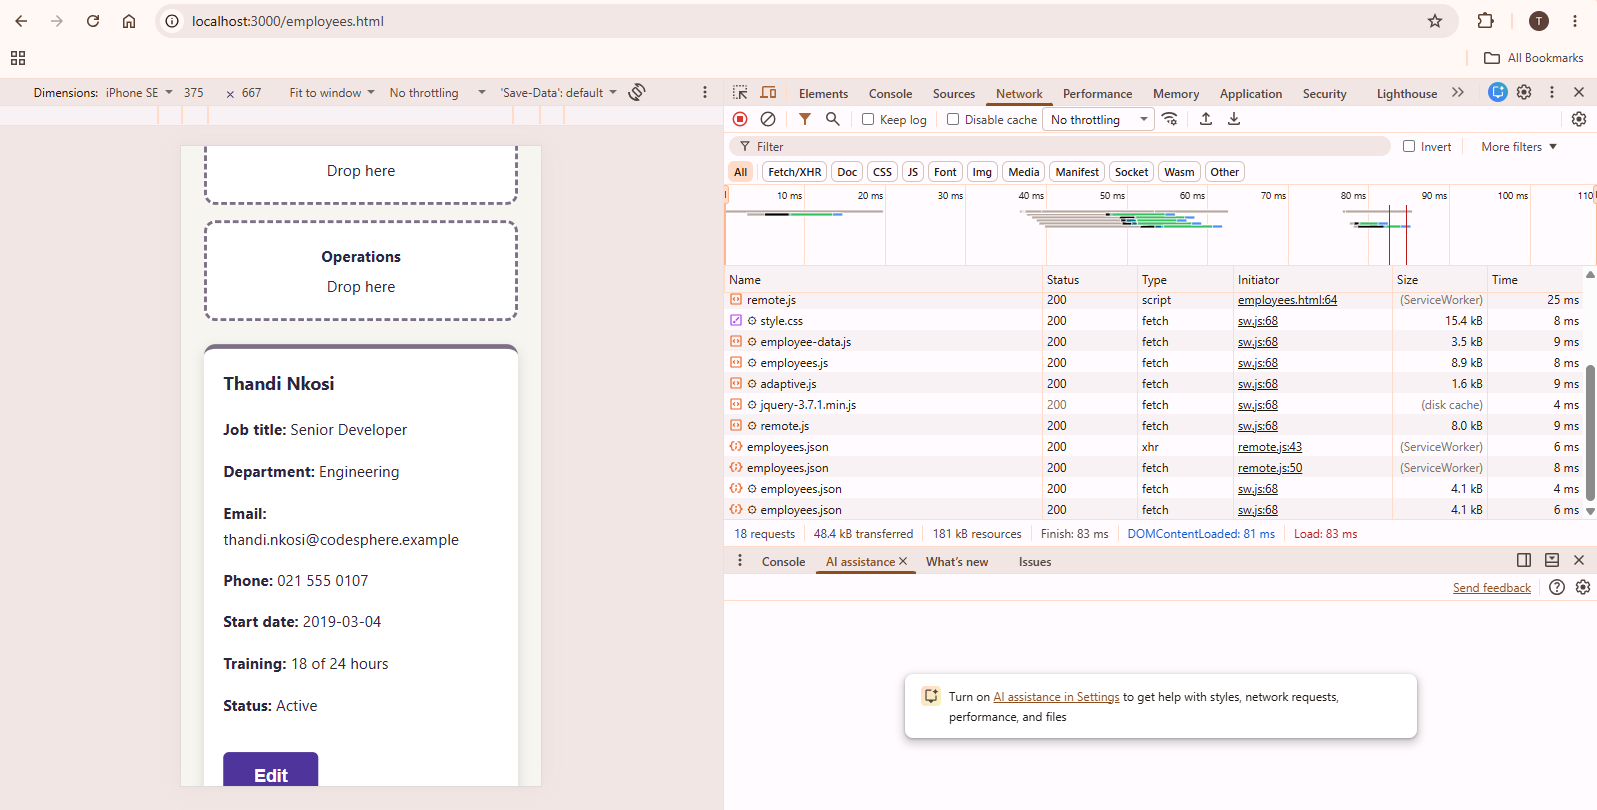 localhost:3000/employees.html
T
All Bookmarks
Dimensions: iPhone SE 375 × 667 Fit to window No throttling 'Save-Data': default
Drop here
Operations
Drop here
Thandi Nkosi
Job title: Senior Developer
Department: Engineering
Email:
thandi.nkosi@codesphere.example
Phone: 021 555 0107
Start date: 2019-03-04
Training: 18 of 24 hours
Status: Active
Edit
Elements Console Sources Network Performance Memory Application Security Lighthouse
Keep log Disable cache No throttling
Filter Invert More filters
All Fetch/XHR Doc CSS JS Font Img Media Manifest Socket Wasm Other
10 ms 20 ms 30 ms 40 ms 50 ms 60 ms 70 ms 80 ms 90 ms 100 ms 110
Name Status Type Initiator Size Time
remote.js 200 script employees.html:64 (ServiceWorker) 25 ms
style.css 200 fetch sw.js:68 15.4 kB 8 ms
employee-data.js 200 fetch sw.js:68 3.5 kB 9 ms
employees.js 200 fetch sw.js:68 8.9 kB 8 ms
adaptive.js 200 fetch sw.js:68 1.6 kB 9 ms
jquery-3.7.1.min.js 200 fetch sw.js:68 (disk cache) 4 ms
remote.js 200 fetch sw.js:68 8.0 kB 9 ms
employees.json 200 xhr remote.js:43 (ServiceWorker) 6 ms
employees.json 200 fetch remote.js:50 (ServiceWorker) 8 ms
employees.json 200 fetch sw.js:68 4.1 kB 4 ms
employees.json 200 fetch sw.js:68 4.1 kB 6 ms
18 requests 48.4 kB transferred 181 kB resources Finish: 83 ms DOMContentLoaded: 81 ms Load: 83 ms
Console AI assistance What's new Issues
Send feedback
Turn on AI assistance in Settings to get help with styles, network requests,
performance, and files